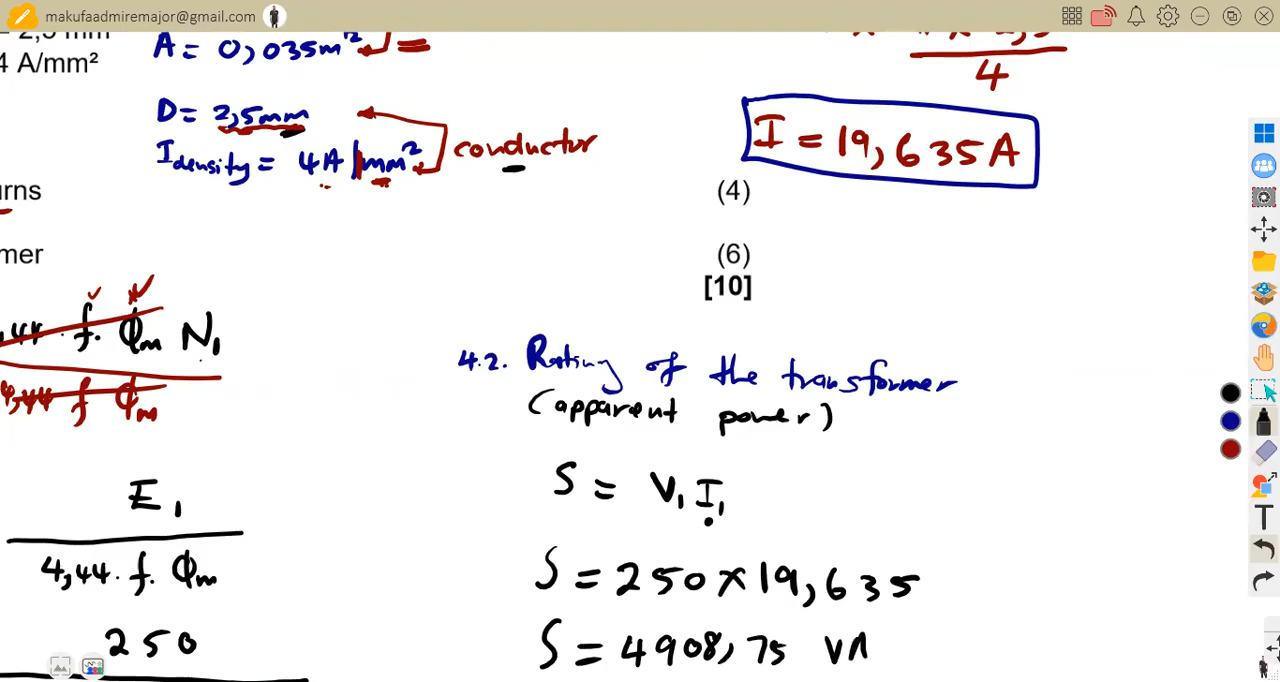 makufaadmiremajor@gmail.com
= 2,5 mm
4 A/mm²
A = 0,035m²
4
D = 2,5mm
I density = 4A/mm² conductor
I = 19,635A
urns
(4)
mer
(6)
[10]
,44 · f. Φm N₁
4,44 f Φm
4.2. Rating of the transformer
(apparent power)
S = V₁ I₁
E₁
4,44 · f. Φm
S = 250 × 19,635
250
S = 4908,75 VA
T